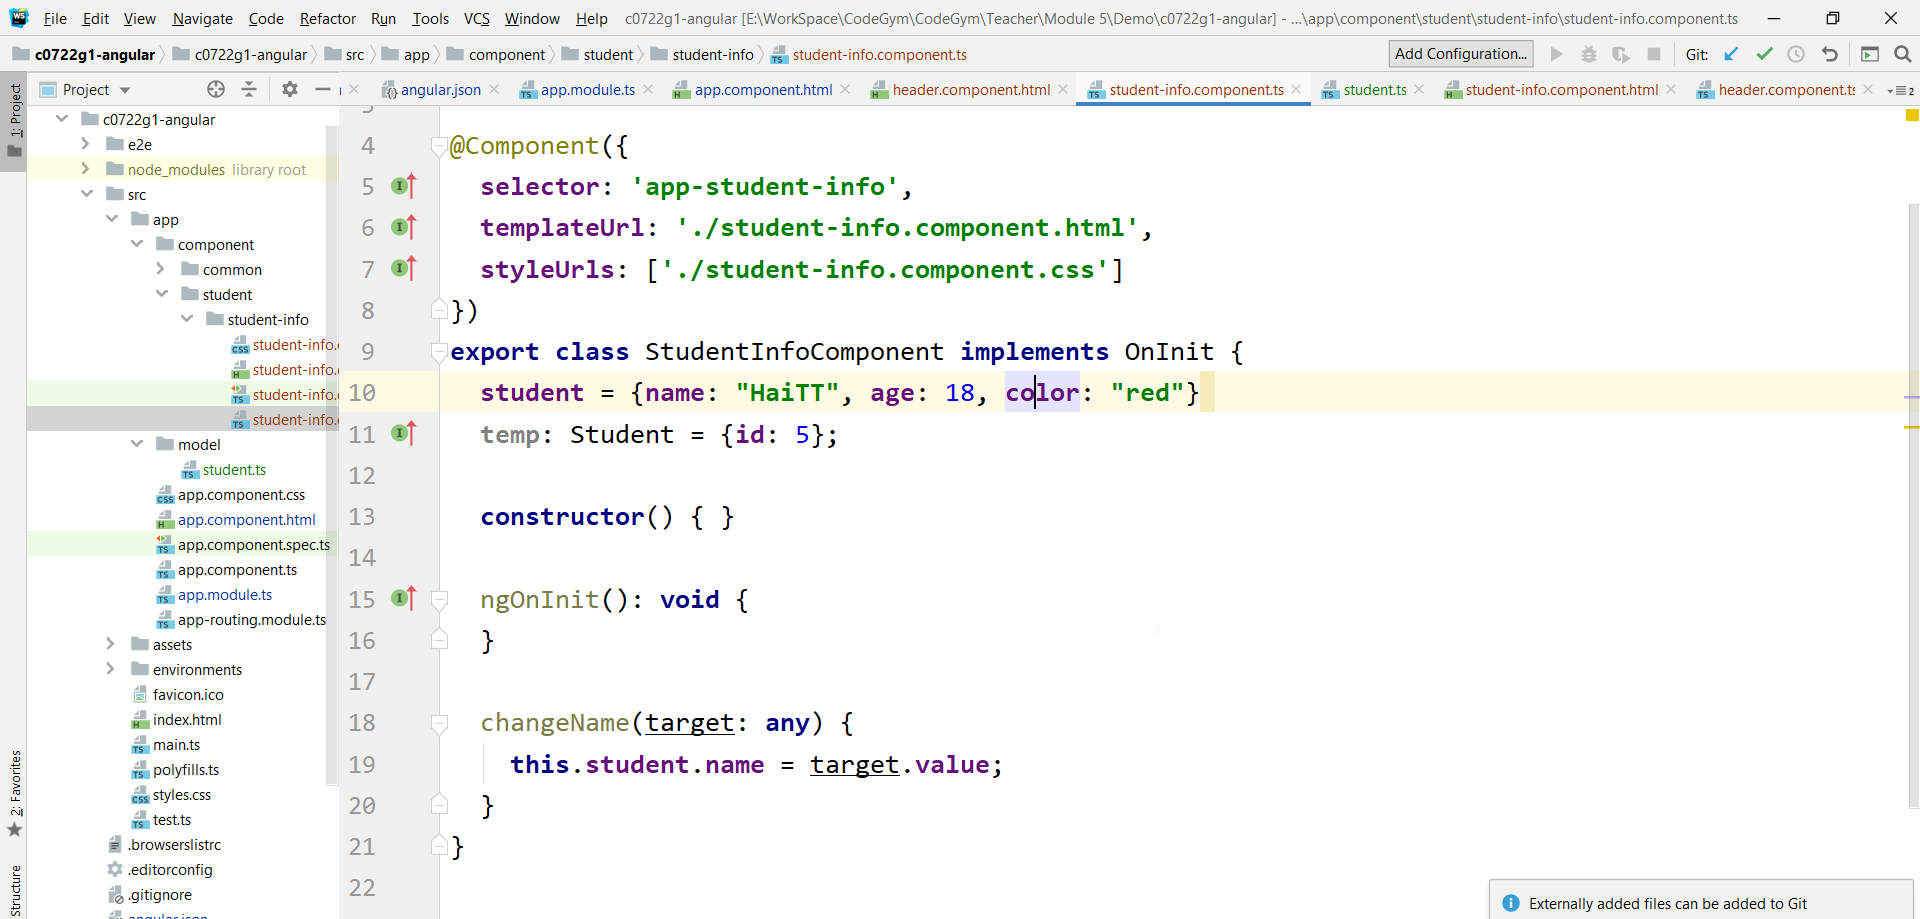 File Edit View Navigate Code Refactor Run Tools VCS Window Help c0722g1-angular [E:\WorkSpace\CodeGym\CodeGym\Teacher\Module 5\Demo\c0722g1-angular] - ...\app\component\student\student-info\student-info.component.ts
c0722g1-angular c0722g1-angular src app component student student-info student-info.component.ts Add Configuration... Git:
Project angular.json app.module.ts app.component.html header.component.html student-info.component.ts student.ts student-info.component.html header.component.ts 2
1: Project
2: Favorites
Structure
c0722g1-angular
e2e
node_modules library root
src
app
component
common
student
student-info
student-info.
student-info.
student-info.
student-info.
model
student.ts
app.component.css
app.component.html
app.component.spec.ts
app.component.ts
app.module.ts
app-routing.module.ts
assets
environments
favicon.ico
index.html
main.ts
polyfills.ts
styles.css
test.ts
.browserslistrc
.editorconfig
.gitignore
angular.json
4 @Component({
5 selector: 'app-student-info',
6 templateUrl: './student-info.component.html',
7 styleUrls: ['./student-info.component.css']
8 })
9 export class StudentInfoComponent implements OnInit {
10 student = {name: "HaiTT", age: 18, color: "red"}
11 temp: Student = {id: 5};
12
13 constructor() { }
14
15 ngOnInit(): void {
16 }
17
18 changeName(target: any) {
19 this.student.name = target.value;
20 }
21 }
22
Externally added files can be added to Git